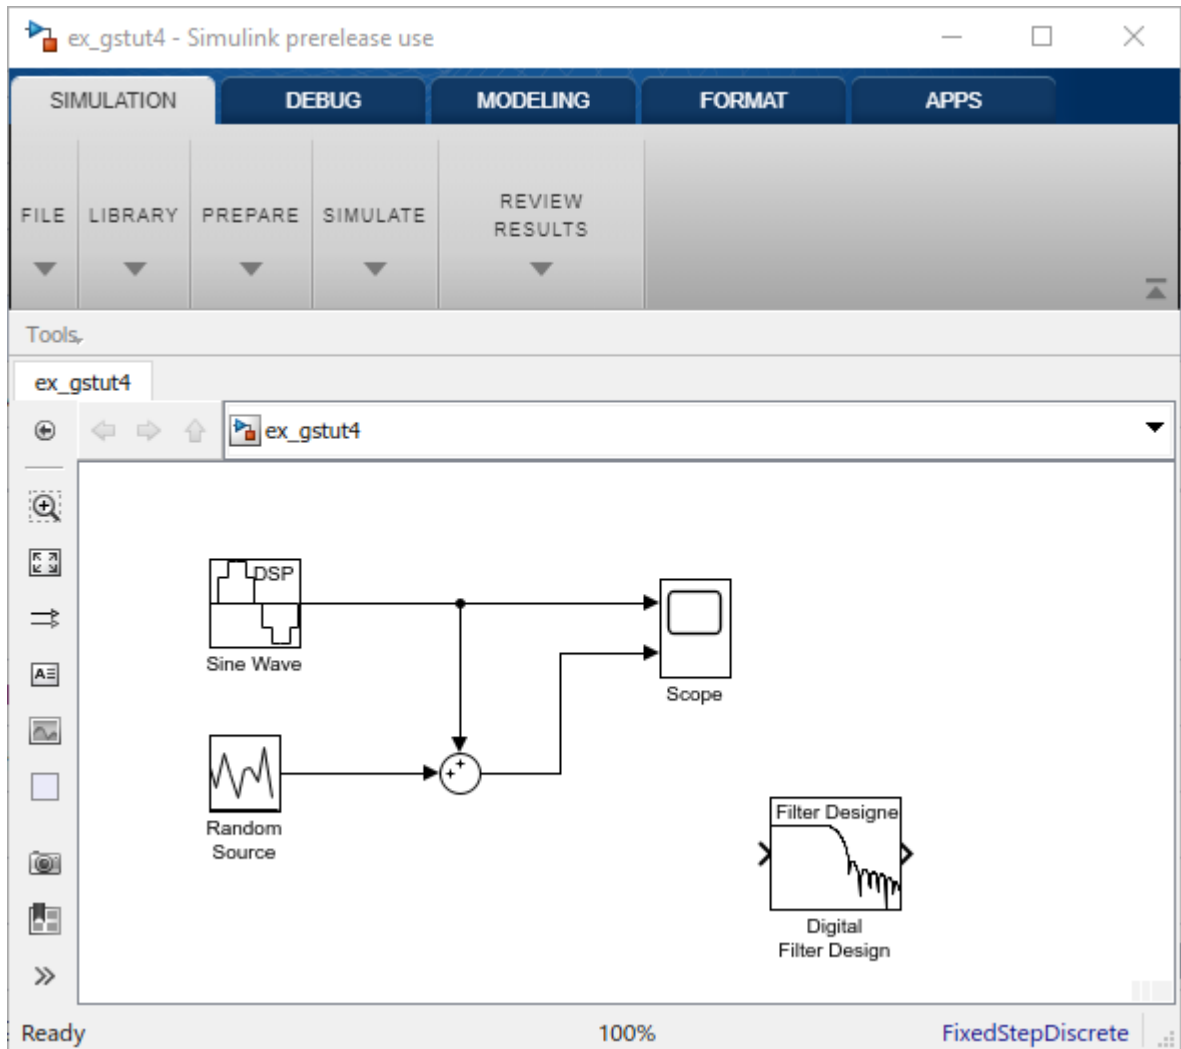 ex_gstut4 - Simulink prerelease use
SIMULATION DEBUG MODELING FORMAT APPS
FILE LIBRARY PREPARE SIMULATE REVIEW
RESULTS
Tools
ex_gstut4
ex_gstut4
DSP
Sine Wave
Scope
Random
Source
Filter Designe
Digital
Filter Design
Ready 100% FixedStepDiscrete